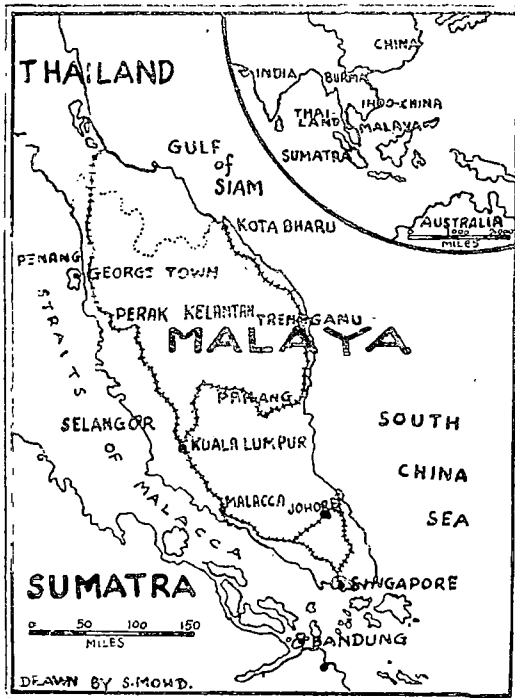 THAILAND
GULF
of
SIAM
CHINA
INDIA
BURMA
INDO-CHINA
THAI-
LAND
MALAYA
SUMATRA
AUSTRALIA
MILES
KOTA BHARU
PENANG
GEORGE TOWN
PERAK
KELANTAN
TRENGGANU
MALAYA
STRAITS
OF
MALACCA
PAHANG
SELANGOR
KUALA LUMPUR
SOUTH
CHINA
SEA
MALACCA
JOHORE
SINGAPORE
SUMATRA
0 50 100 150
MILES
BANDUNG
DRAWN BY S.MOHD.